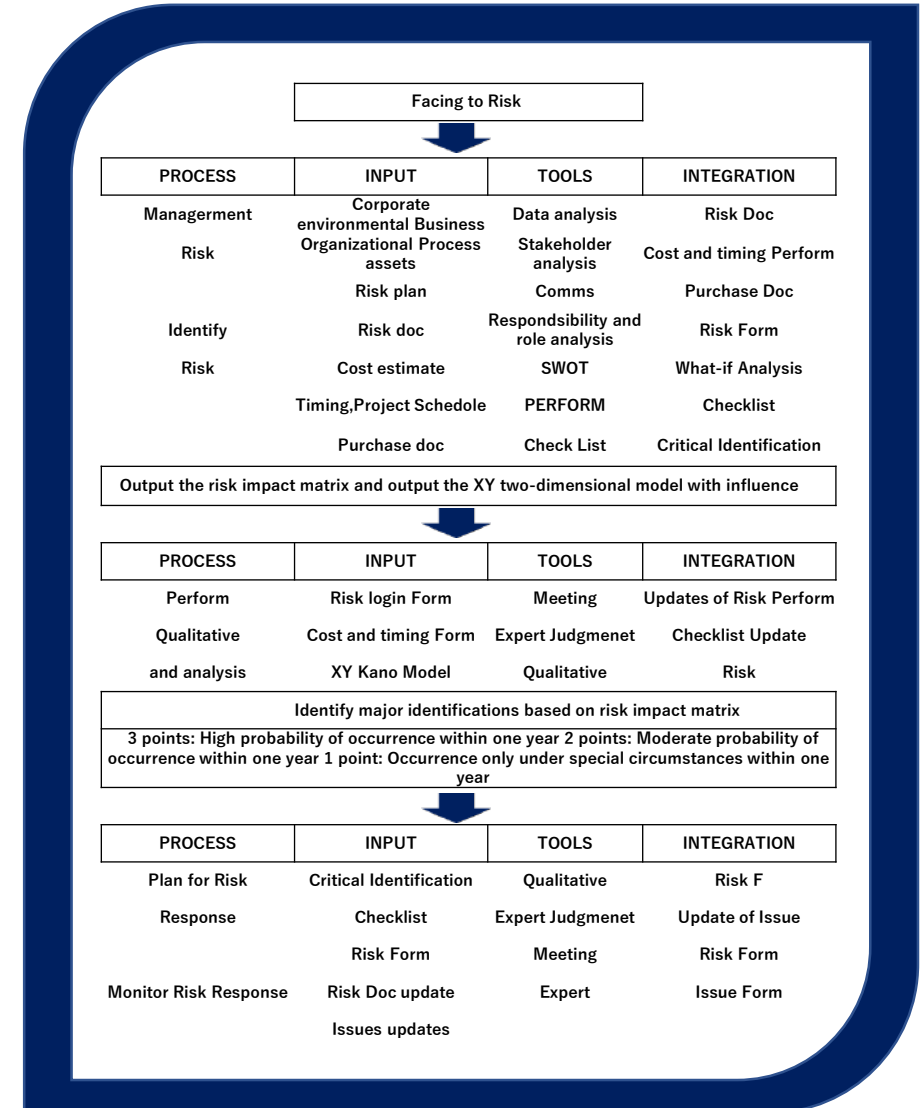 Facing to Risk
PROCESS INPUT TOOLS INTEGRATION
Managerment Corporate environmental Business Data analysis Risk Doc
Risk Organizational Process assets Stakeholder analysis Cost and timing Perform
Risk plan Comms Purchase Doc
Identify Risk doc Respondsibility and role analysis Risk Form
Risk Cost estimate SWOT What-if Analysis
Timing,Project Schedole PERFORM Checklist
Purchase doc Check List Critical Identification
Output the risk impact matrix and output the XY two-dimensional model with influence
PROCESS INPUT TOOLS INTEGRATION
Perform Risk login Form Meeting Updates of Risk Perform
Qualitative Cost and timing Form Expert Judgmenet Checklist Update
and analysis XY Kano Model Qualitative Risk
Identify major identifications based on risk impact matrix
3 points: High probability of occurrence within one year 2 points: Moderate probability of
occurrence within one year 1 point: Occurrence only under special circumstances within one
year
PROCESS INPUT TOOLS INTEGRATION
Plan for Risk Critical Identification Qualitative Risk F
Response Checklist Expert Judgmenet Update of Issue
Risk Form Meeting Risk Form
Monitor Risk Response Risk Doc update Expert Issue Form
Issues updates